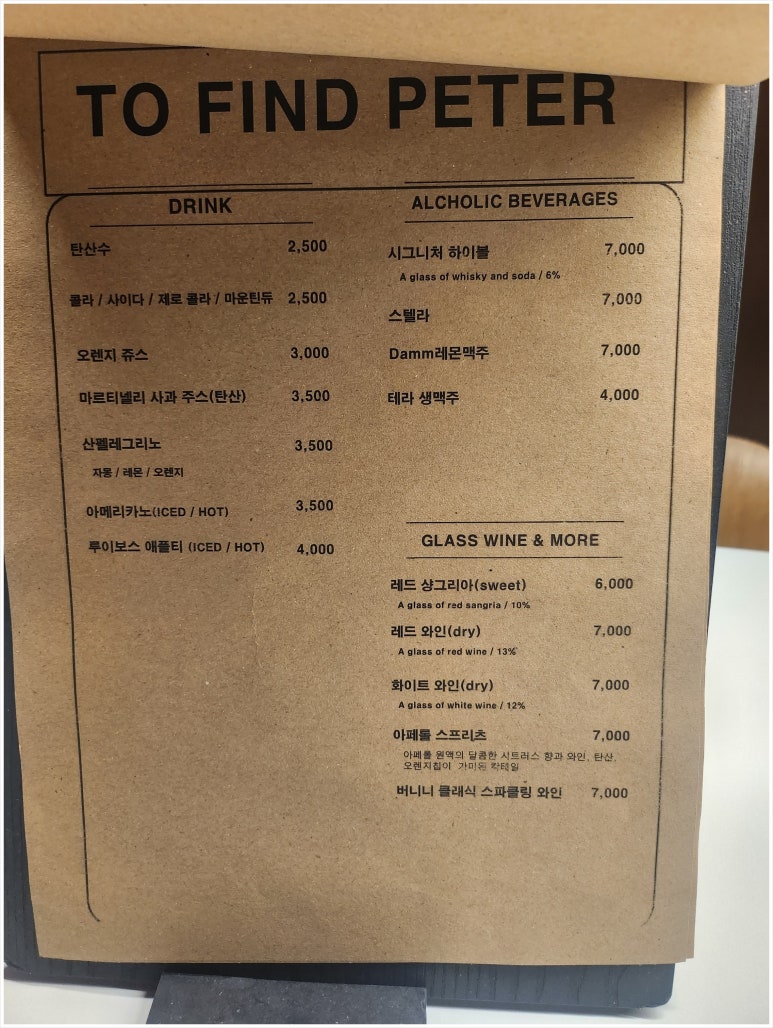 TO FIND PETER
DRINK
탄산수 2,500
콜라 / 사이다 / 제로 콜라 / 마운틴듀 2,500
오렌지 쥬스 3,000
마르티넬리 사과 주스(탄산) 3,500
산펠레그리노 3,500
자몽 / 레몬 / 오렌지
아메리카노(ICED / HOT) 3,500
루이보스 애플티 (ICED / HOT) 4,000
ALCHOLIC BEVERAGES
시그니처 하이볼 7,000
A glass of whisky and soda / 6%
스텔라 7,000
Damm레몬맥주 7,000
테라 생맥주 4,000
GLASS WINE & MORE
레드 샹그리아(sweet) 6,000
A glass of red sangria / 10%
레드 와인(dry) 7,000
A glass of red wine / 13%
화이트 와인(dry) 7,000
A glass of white wine / 12%
아페롤 스프리츠 7,000
아페롤 원액의 달콤한 시트러스 향과 와인, 탄산,
오렌지칩이 가미된 칵테일
버니니 클래식 스파클링 와인 7,000